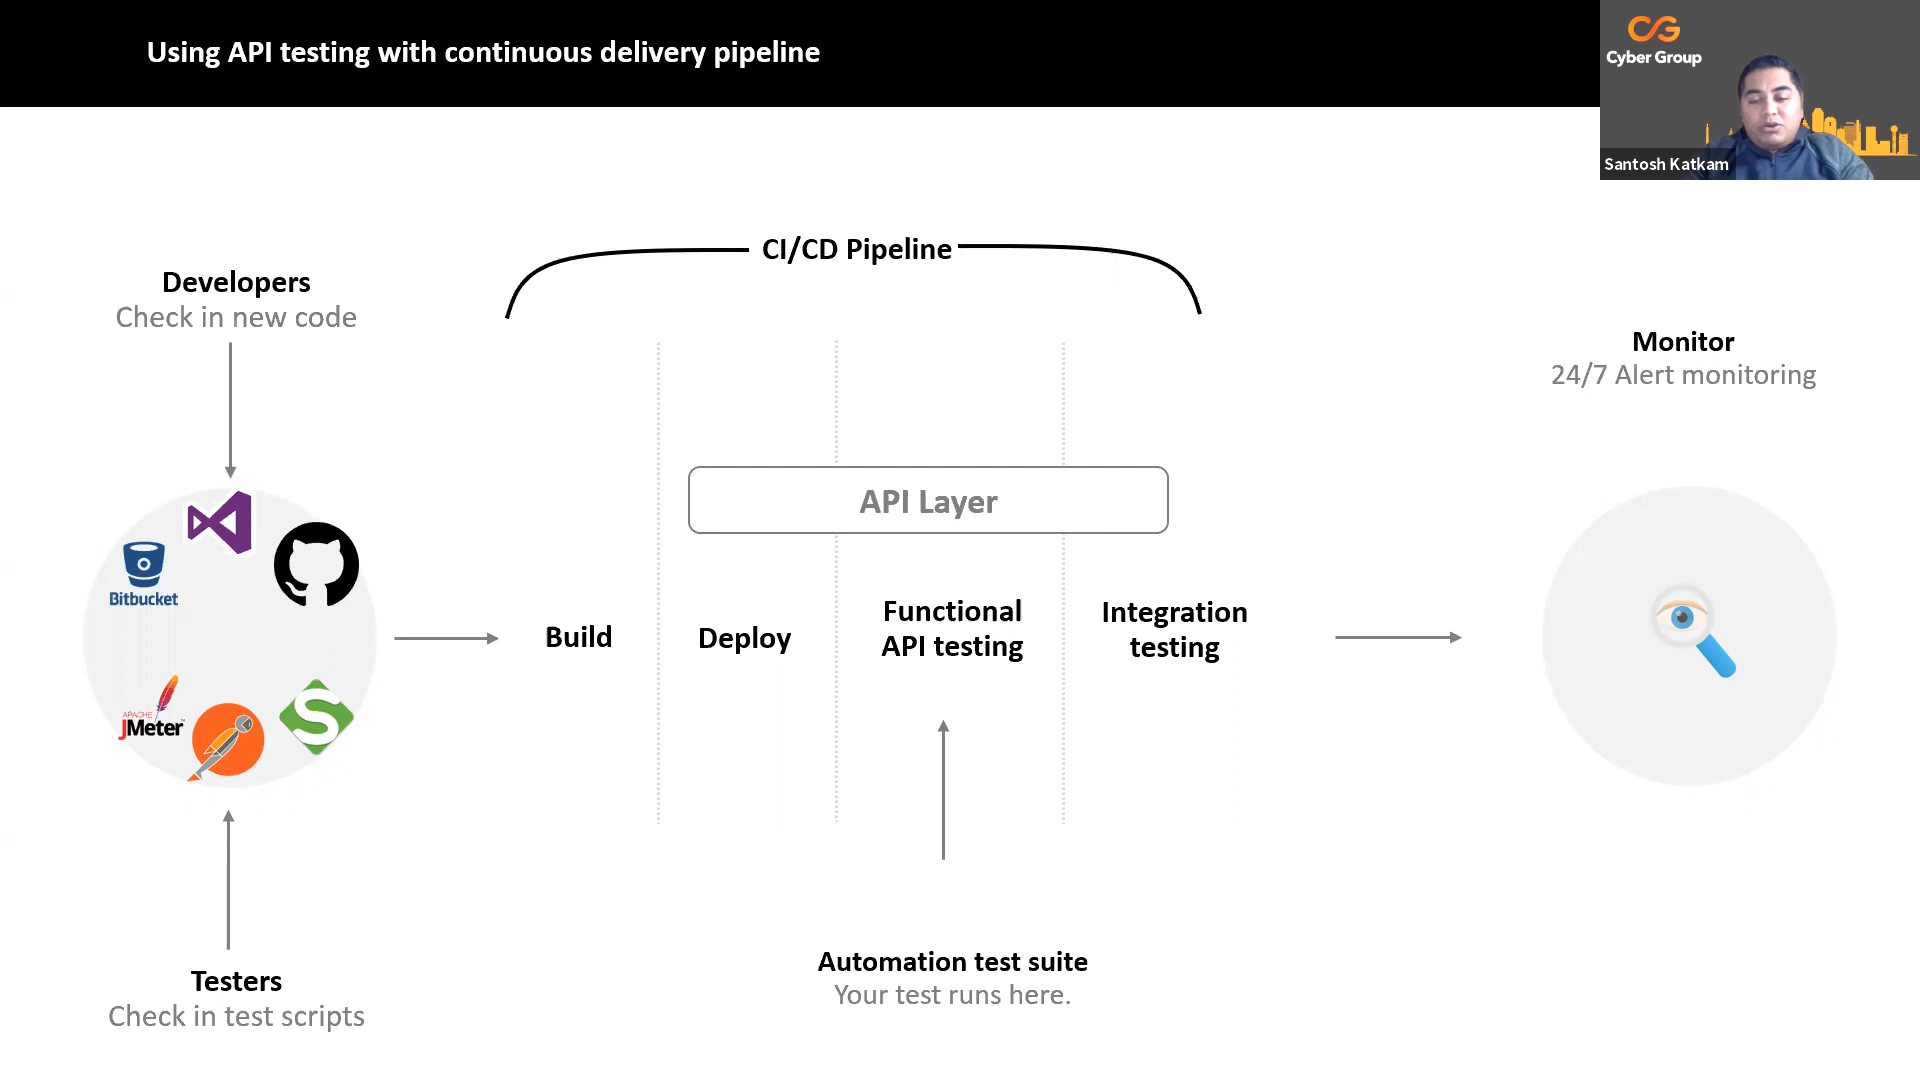 Using API testing with continuous delivery pipeline
Cyber Group
Santosh Katkam
CI/CD Pipeline
Developers
Check in new code
Monitor
24/7 Alert monitoring
API Layer
Bitbucket
Build
Deploy
Functional
API testing
Integration
testing
APACHE
JMeter
Automation test suite
Your test runs here.
Testers
Check in test scripts